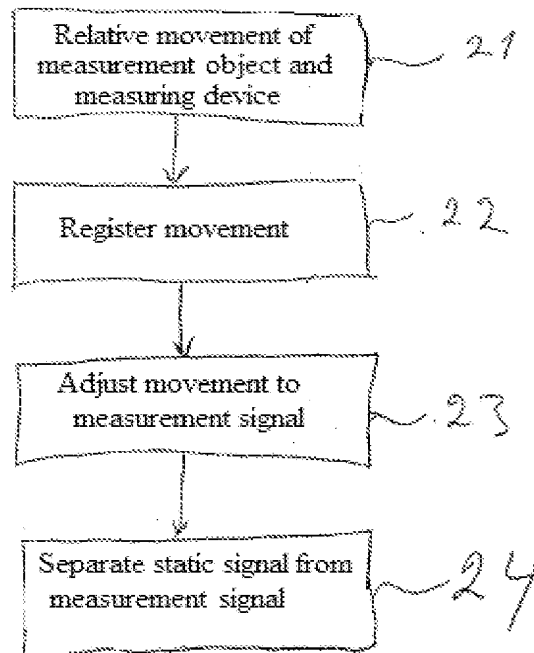 Relative movement of
measurement object and
measuring device
21
Register movement
22
Adjust movement to
measurement signal
23
Separate static signal from
measurement signal
24